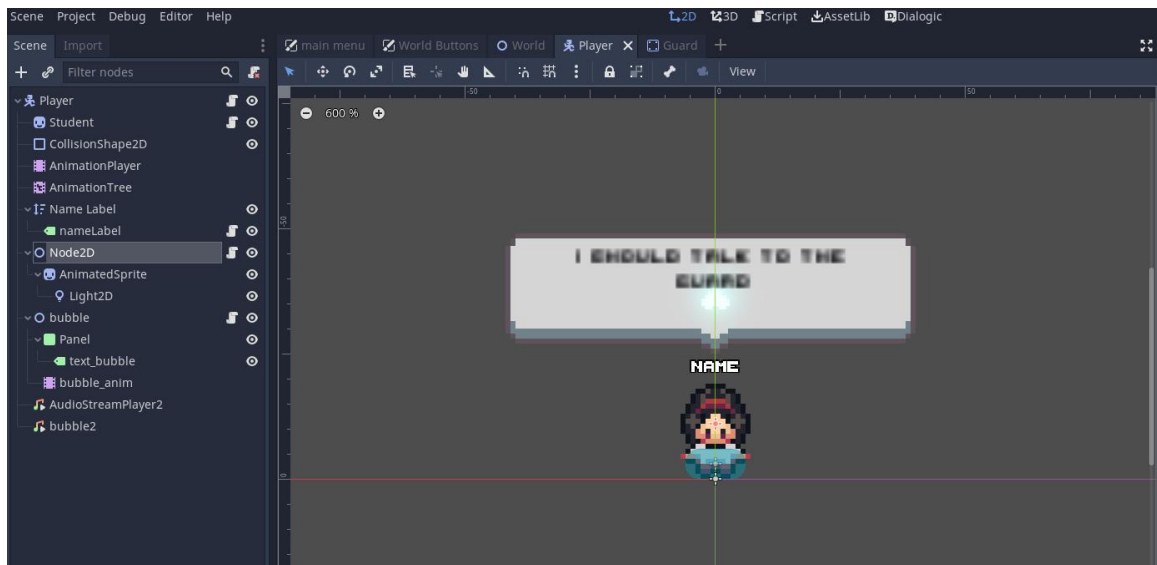 Scene Project Debug Editor Help 2D 3D Script AssetLib Dialogic
Scene Import main menu World Buttons World Player Guard
Filter nodes View
Player
Student
CollisionShape2D
AnimationPlayer
AnimationTree
Name Label
nameLabel
Node2D
AnimatedSprite
Light2D
bubble
Panel
text_bubble
bubble_anim
AudioStreamPlayer2
bubble2
-50 0 50
600 %
-50
I SHOULD TALK TO THE
GUARD
NAME
0